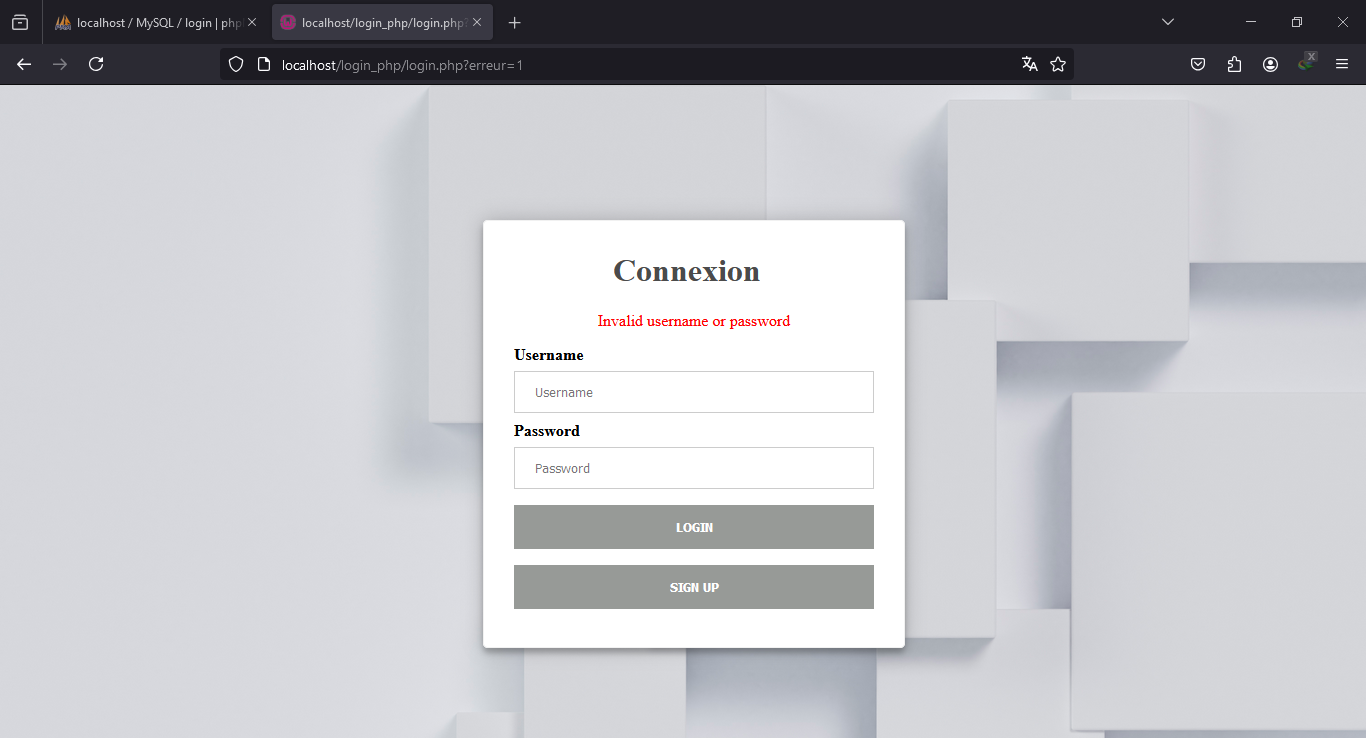 localhost / MySQL / login | php
localhost/login_php/login.php?
localhost/login_php/login.php?erreur=1
Connexion
Invalid username or password
Username
Username
Password
Password
LOGIN
SIGN UP